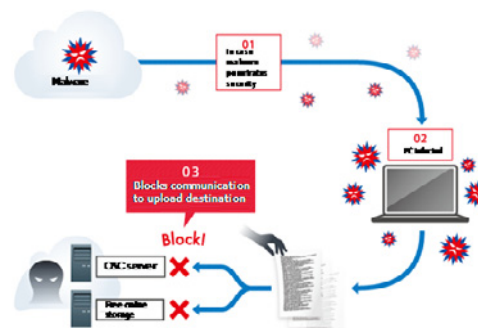 Malware
01
In case
malware
penetrates
security
02
PC infected
03
Blocks communication
to upload destination
Block!
C&C server
Free online
storage